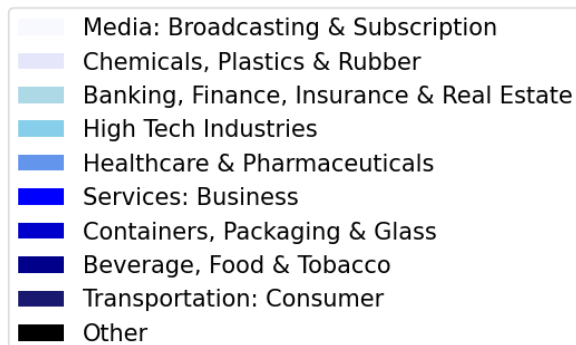 Media: Broadcasting & Subscription
Chemicals, Plastics & Rubber
Banking, Finance, Insurance & Real Estate
High Tech Industries
Healthcare & Pharmaceuticals
Services: Business
Containers, Packaging & Glass
Beverage, Food & Tobacco
Transportation: Consumer
Other